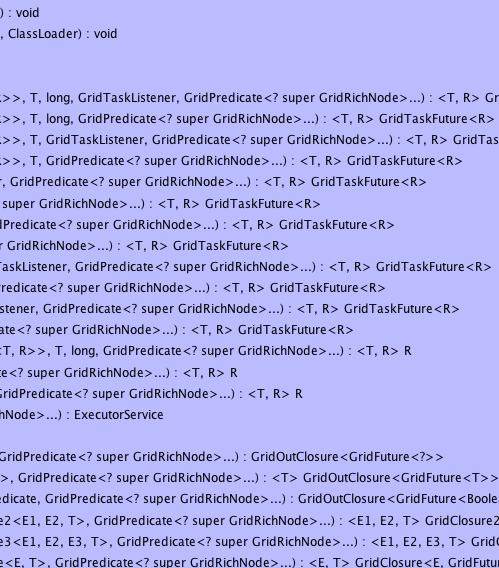 ) : void
, ClassLoader) : void
R>>, T, long, GridTaskListener, GridPredicate<? super GridRichNode>...) : <T, R> Gr
R>>, T, long, GridPredicate<? super GridRichNode>...) : <T, R> GridTaskFuture<R>
R>>, T, GridTaskListener, GridPredicate<? super GridRichNode>...) : <T, R> GridTas
R>>, T, GridPredicate<? super GridRichNode>...) : <T, R> GridTaskFuture<R>
r, GridPredicate<? super GridRichNode>...) : <T, R> GridTaskFuture<R>
super GridRichNode>...) : <T, R> GridTaskFuture<R>
dPredicate<? super GridRichNode>...) : <T, R> GridTaskFuture<R>
r GridRichNode>...) : <T, R> GridTaskFuture<R>
TaskListener, GridPredicate<? super GridRichNode>...) : <T, R> GridTaskFuture<R>
redicate<? super GridRichNode>...) : <T, R> GridTaskFuture<R>
stener, GridPredicate<? super GridRichNode>...) : <T, R> GridTaskFuture<R>
ate<? super GridRichNode>...) : <T, R> GridTaskFuture<R>
<T, R>>, T, long, GridPredicate<? super GridRichNode>...) : <T, R> R
te<? super GridRichNode>...) : <T, R> R
GridPredicate<? super GridRichNode>...) : <T, R> R
hNode>...) : ExecutorService
GridPredicate<? super GridRichNode>...) : GridOutClosure<GridFuture<?>>
>, GridPredicate<? super GridRichNode>...) : <T> GridOutClosure<GridFuture<T>>
edicate, GridPredicate<? super GridRichNode>...) : GridOutClosure<GridFuture<Boolea
e2<E1, E2, T>, GridPredicate<? super GridRichNode>...) : <E1, E2, T> GridClosure2
e3<E1, E2, E3, T>, GridPredicate<? super GridRichNode>...) : <E1, E2, E3, T> GridC
e<E, T>, GridPredicate<? super GridRichNode>...) : <E, T> GridClosure<E, GridFutur